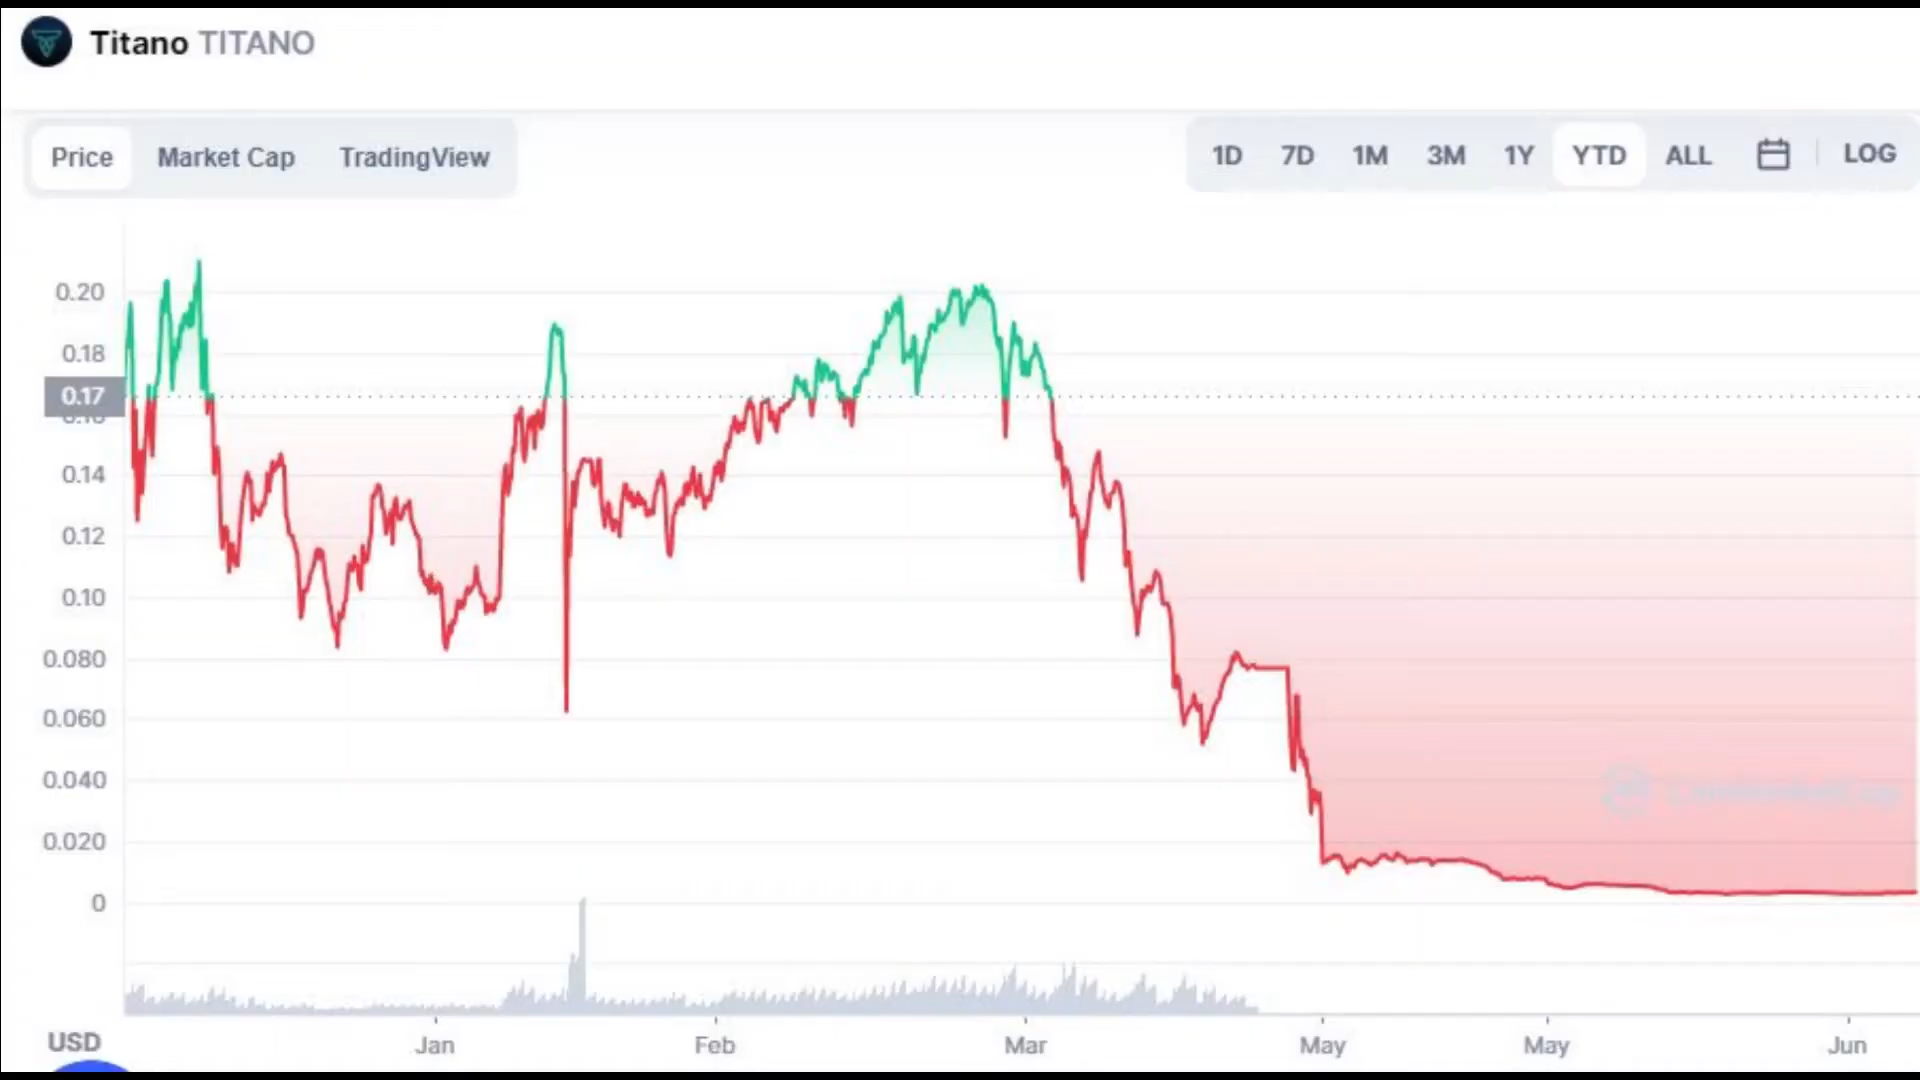 Titano TITANO
Price Market Cap TradingView
1D 7D 1M 3M 1Y YTD ALL LOG
0.20
0.18
0.17
0.14
0.12
0.10
0.080
0.060
0.040
0.020
0
USD
Jan Feb Mar May May Jun